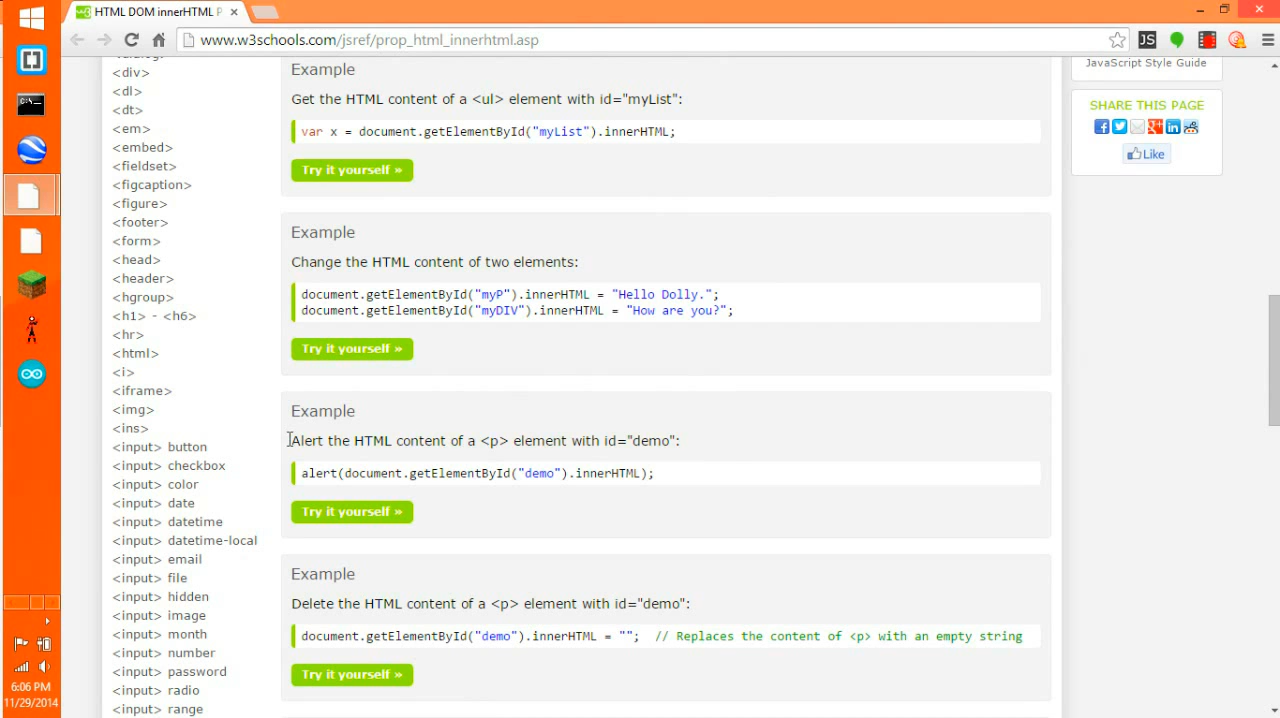 HTML DOM innerHTML P
www.w3schools.com/jsref/prop_html_innerhtml.asp
JS
<div>
<dl>
<dt>
<em>
<embed>
<fieldset>
<figcaption>
<figure>
<footer>
<form>
<head>
<header>
<hgroup>
<h1> - <h6>
<hr>
<html>
<i>
<iframe>
<img>
<ins>
<input> button
<input> checkbox
<input> color
<input> date
<input> datetime
<input> datetime-local
<input> email
<input> file
<input> hidden
<input> image
<input> month
<input> number
<input> password
<input> radio
<input> range
Example
Get the HTML content of a <ul> element with id="myList":
var x = document.getElementById("myList").innerHTML;
Try it yourself »
Example
Change the HTML content of two elements:
document.getElementById("myP").innerHTML = "Hello Dolly.";
document.getElementById("myDIV").innerHTML = "How are you?";
Try it yourself »
Example
Alert the HTML content of a <p> element with id="demo":
alert(document.getElementById("demo").innerHTML);
Try it yourself »
Example
Delete the HTML content of a <p> element with id="demo":
document.getElementById("demo").innerHTML = "";  // Replaces the content of <p> with an empty string
Try it yourself »
JavaScript Style Guide
SHARE THIS PAGE
Like
6:06 PM
11/29/2014